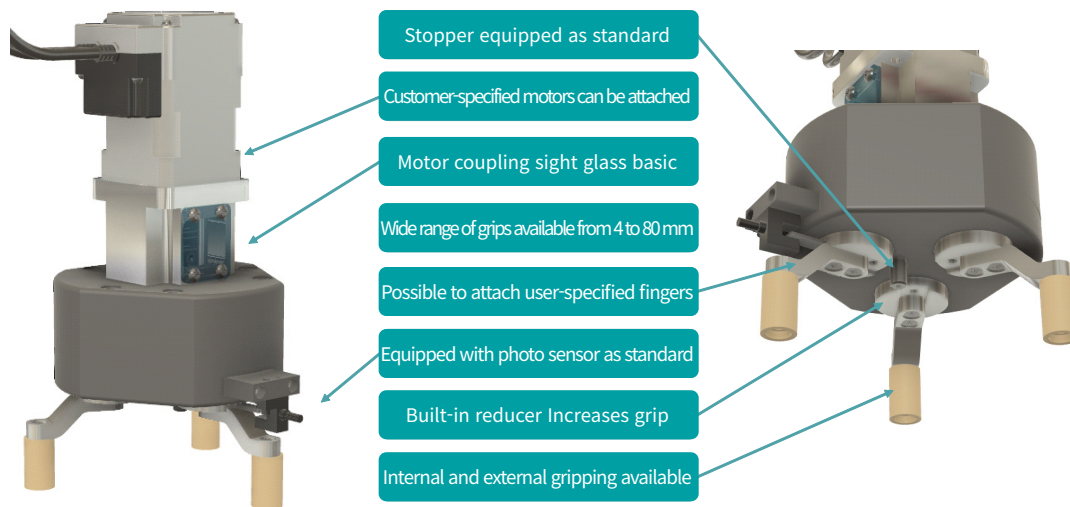 Stopper equipped as standard
Customer-specified motors can be attached
Motor coupling sight glass basic
Wide range of grips available from 4 to 80 mm
Possible to attach user-specified fingers
Equipped with photo sensor as standard
Built-in reducer Increases grip
Internal and external gripping available